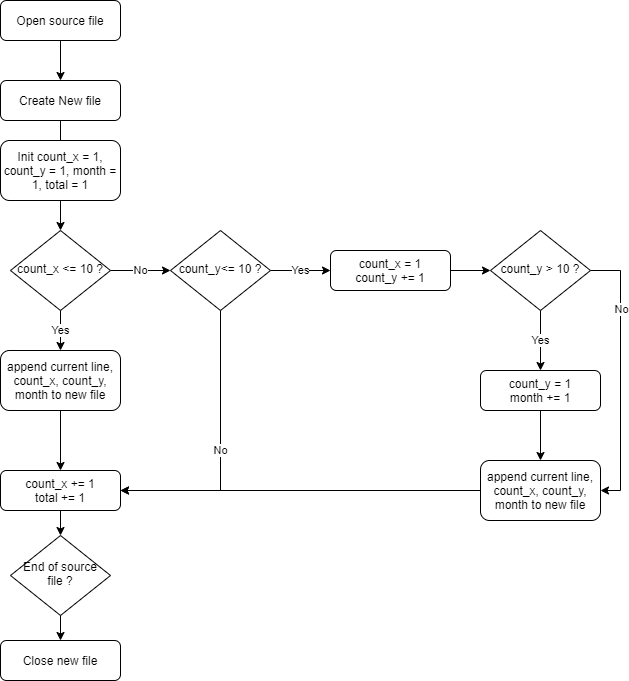 Open source file
Create New file
Init count_x = 1,
count_y = 1, month =
1, total = 1
count_x <= 10 ?
No
count_y<= 10 ?
Yes
count_x = 1
count_y += 1
count_y > 10 ?
No
Yes
Yes
append current line,
count_x, count_y,
month to new file
count_y = 1
month += 1
No
count_x += 1
total += 1
append current line,
count_x, count_y,
month to new file
End of source
file ?
Close new file